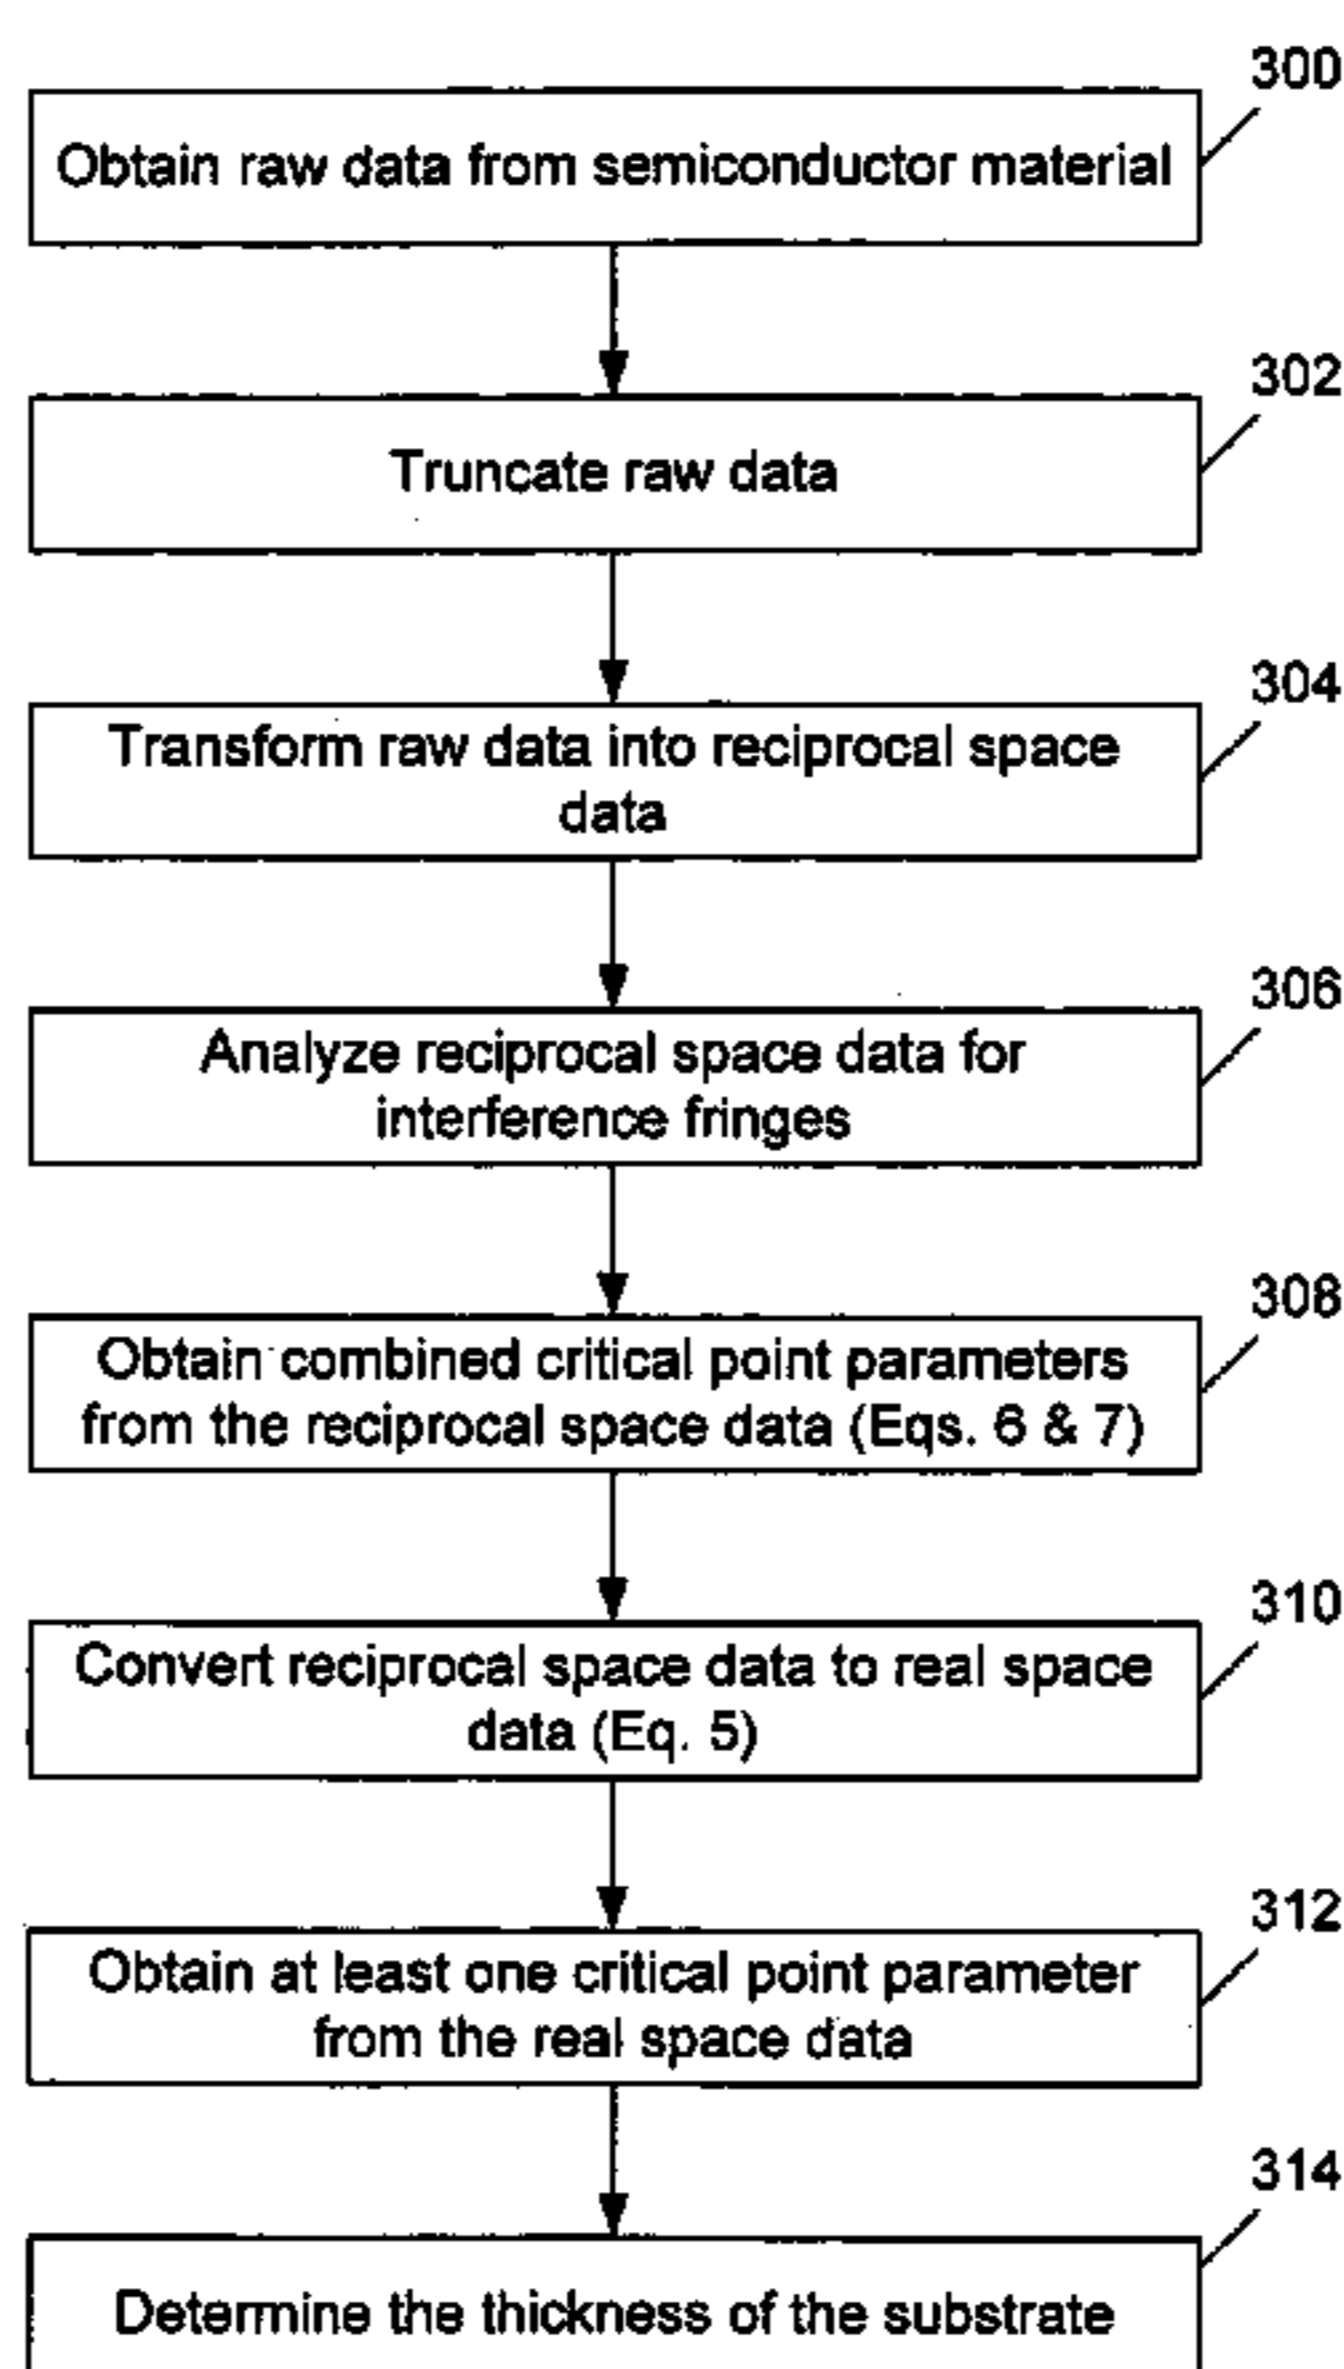 300
Obtain raw data from semiconductor material
302
Truncate raw data
304
Transform raw data into reciprocal space
data
306
Analyze reciprocal space data for
interference fringes
308
Obtain combined critical point parameters
from the reciprocal space data (Eqs. 6 & 7)
310
Convert reciprocal space data to real space
data (Eq. 5)
312
Obtain at least one critical point parameter
from the real space data
314
Determine the thickness of the substrate